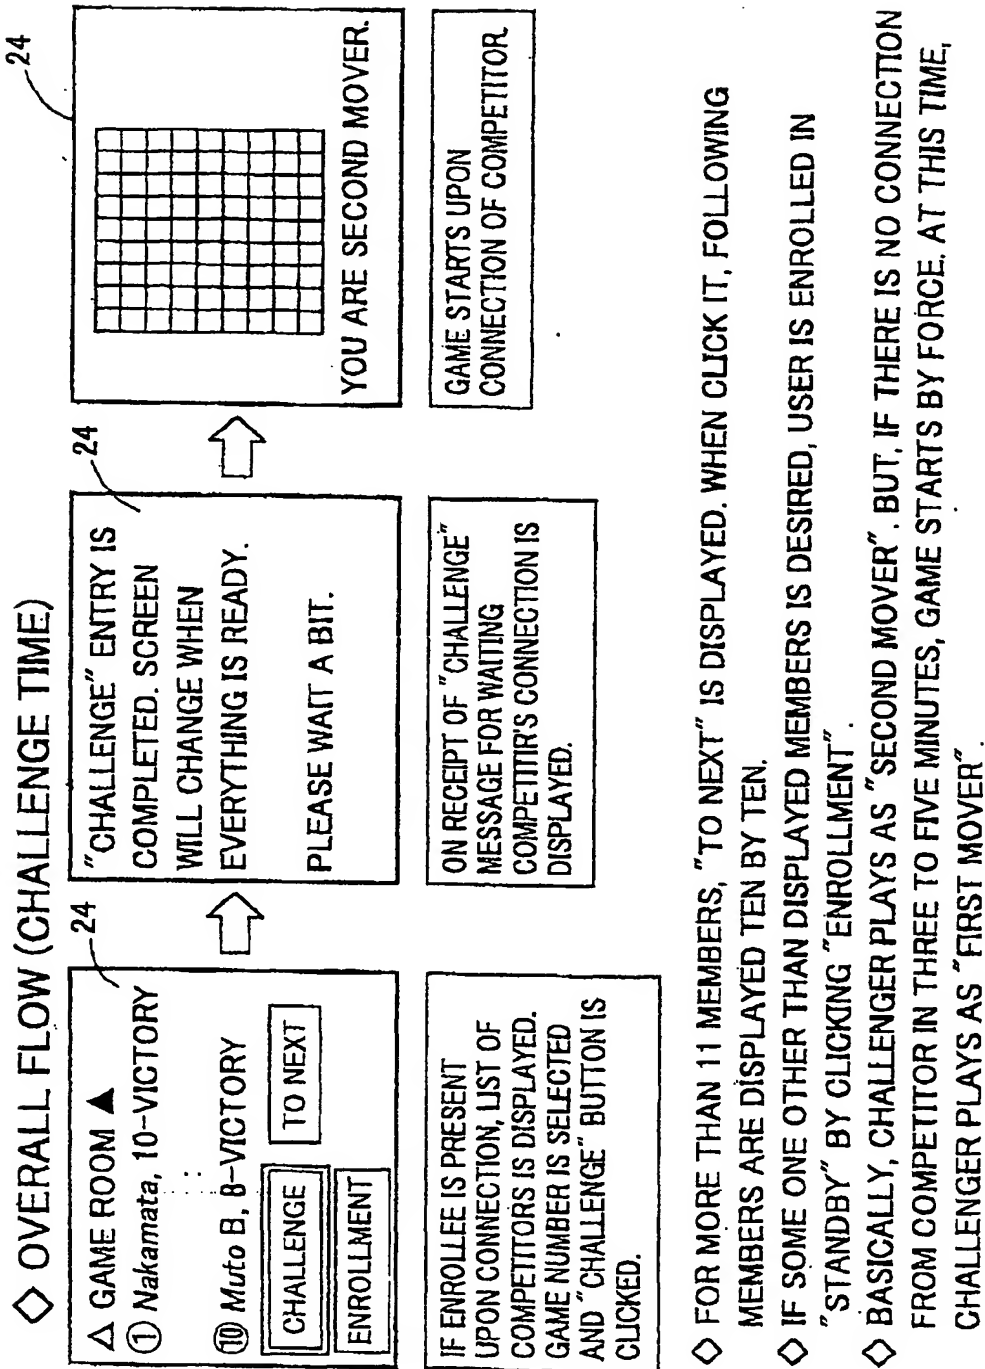 ◇ OVERALL FLOW (CHALLENGE TIME)
24
△ GAME ROOM ▲
① Nakamata, 10-VICTORY
⑩ Muto B, 8-VICTORY
CHALLENGE
TO NEXT
ENROLLMENT
IF ENROLLEE IS PRESENT
UPON CONNECTION, LIST OF
COMPETITORS IS DISPLAYED.
GAME NUMBER IS SELECTED
AND "CHALLENGE" BUTTON IS
CLICKED.
24
"CHALLENGE" ENTRY IS
COMPLETED. SCREEN
WILL CHANGE WHEN
EVERYTHING IS READY.
PLEASE WAIT A BIT.
ON RECEIPT OF "CHALLENGE"
MESSAGE FOR WAITING
COMPETITIR'S CONNECTION IS
DISPLAYED.
24
YOU ARE SECOND MOVER.
GAME STARTS UPON
CONNECTION OF COMPETITOR.
◇ FOR MORE THAN 11 MEMBERS, "TO NEXT" IS DISPLAYED. WHEN CLICK IT, FOLLOWING
MEMBERS ARE DISPLAYED TEN BY TEN.
◇ IF SOME ONE OTHER THAN DISPLAYED MEMBERS IS DESIRED, USER IS ENROLLED IN
"STANDBY" BY CLICKING "ENROLLMENT".
◇ BASICALLY, CHALLENGER PLAYS AS "SECOND MOVER". BUT, IF THERE IS NO CONNECTION
FROM COMPETITOR IN THREE TO FIVE MINUTES, GAME STARTS BY FORCE. AT THIS TIME,
CHALLENGER PLAYS AS "FIRST MOVER".